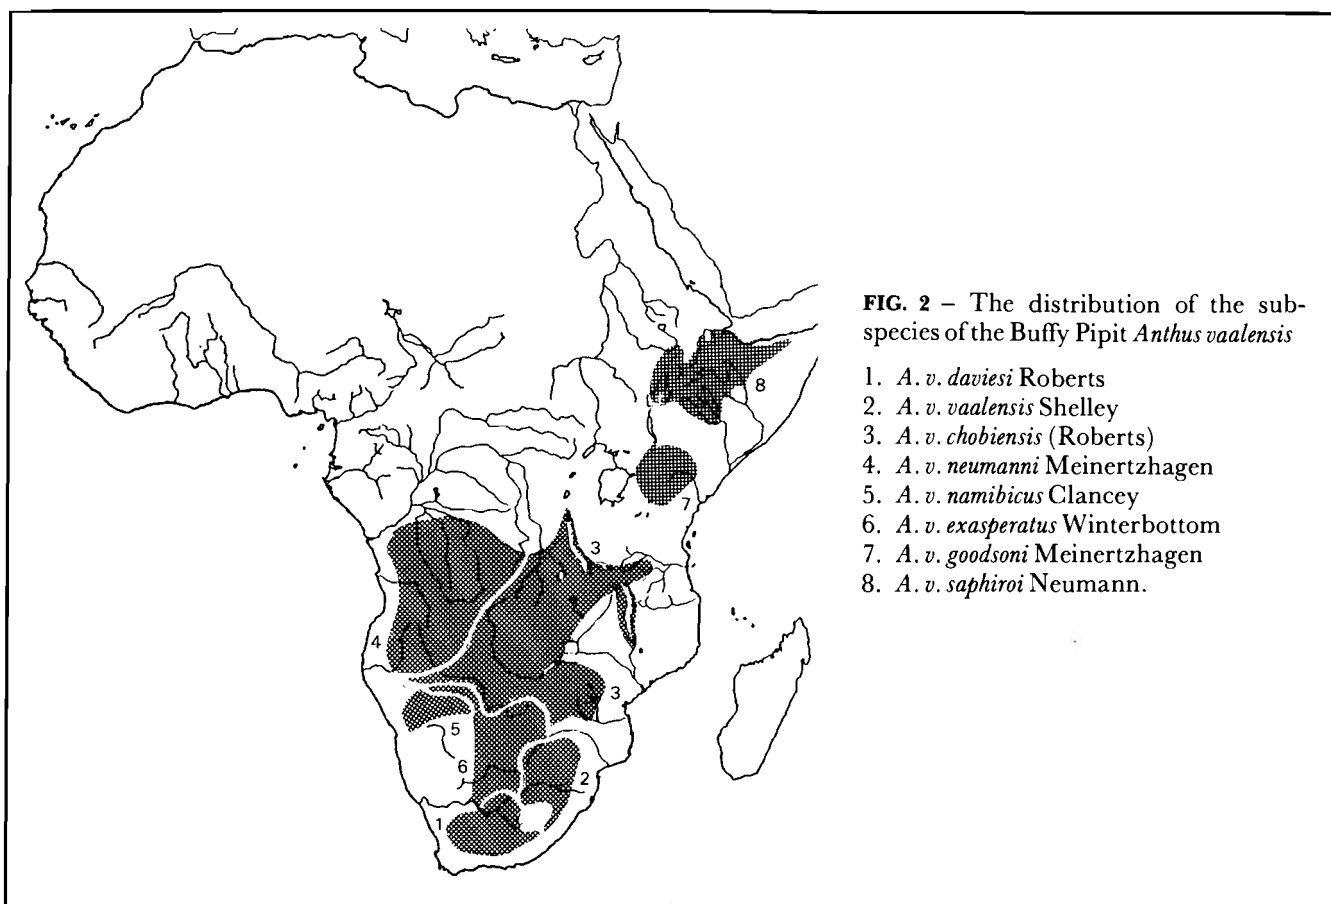 FIG. 2 – The distribution of the sub-
species of the Buffy Pipit Anthus vaalensis
1. A. v. daviesi Roberts
2. A. v. vaalensis Shelley
3. A. v. chobiensis (Roberts)
4. A. v. neumanni Meinertzhagen
5. A. v. namibicus Clancey
6. A. v. exasperatus Winterbottom
7. A. v. goodsoni Meinertzhagen
8. A. v. saphiroi Neumann.
8
7
3
4
3
5
6
2
1